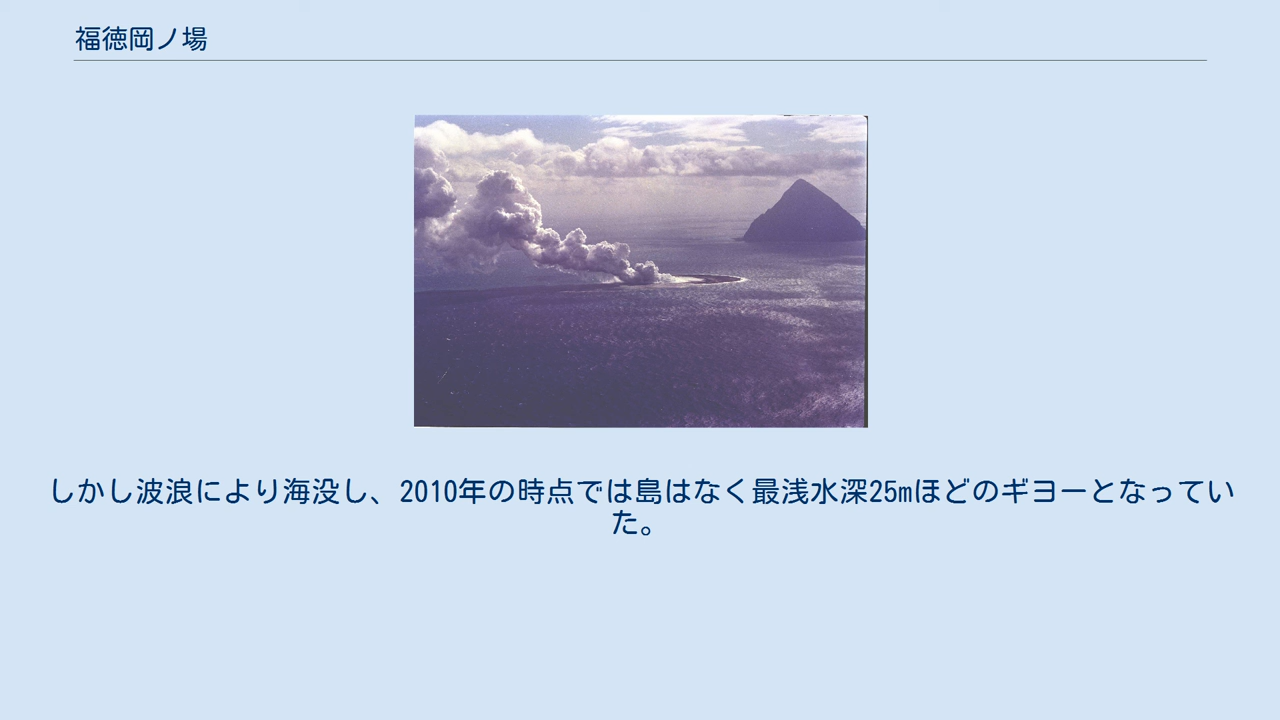 福徳岡ノ場
しかし波浪により海没し、2010年の時点では島はなく最浅水深25mほどのギヨーとなってい
た。